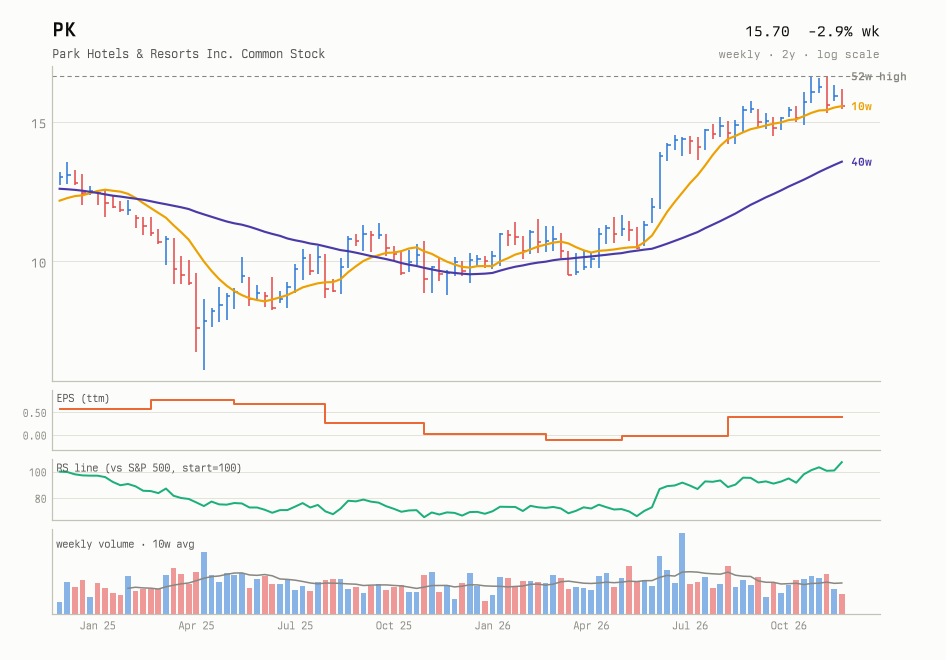 PK
15.70 -2.9% wk
Park Hotels & Resorts Inc. Common Stock
weekly · 2y · log scale
52w high
15
10w
40w
10
EPS (ttm)
0.50
0.00
RS line (vs S&P 500, start=100)
100
80
weekly volume · 10w avg
Jan 25 Apr 25 Jul 25 Oct 25 Jan 26 Apr 26 Jul 26 Oct 26